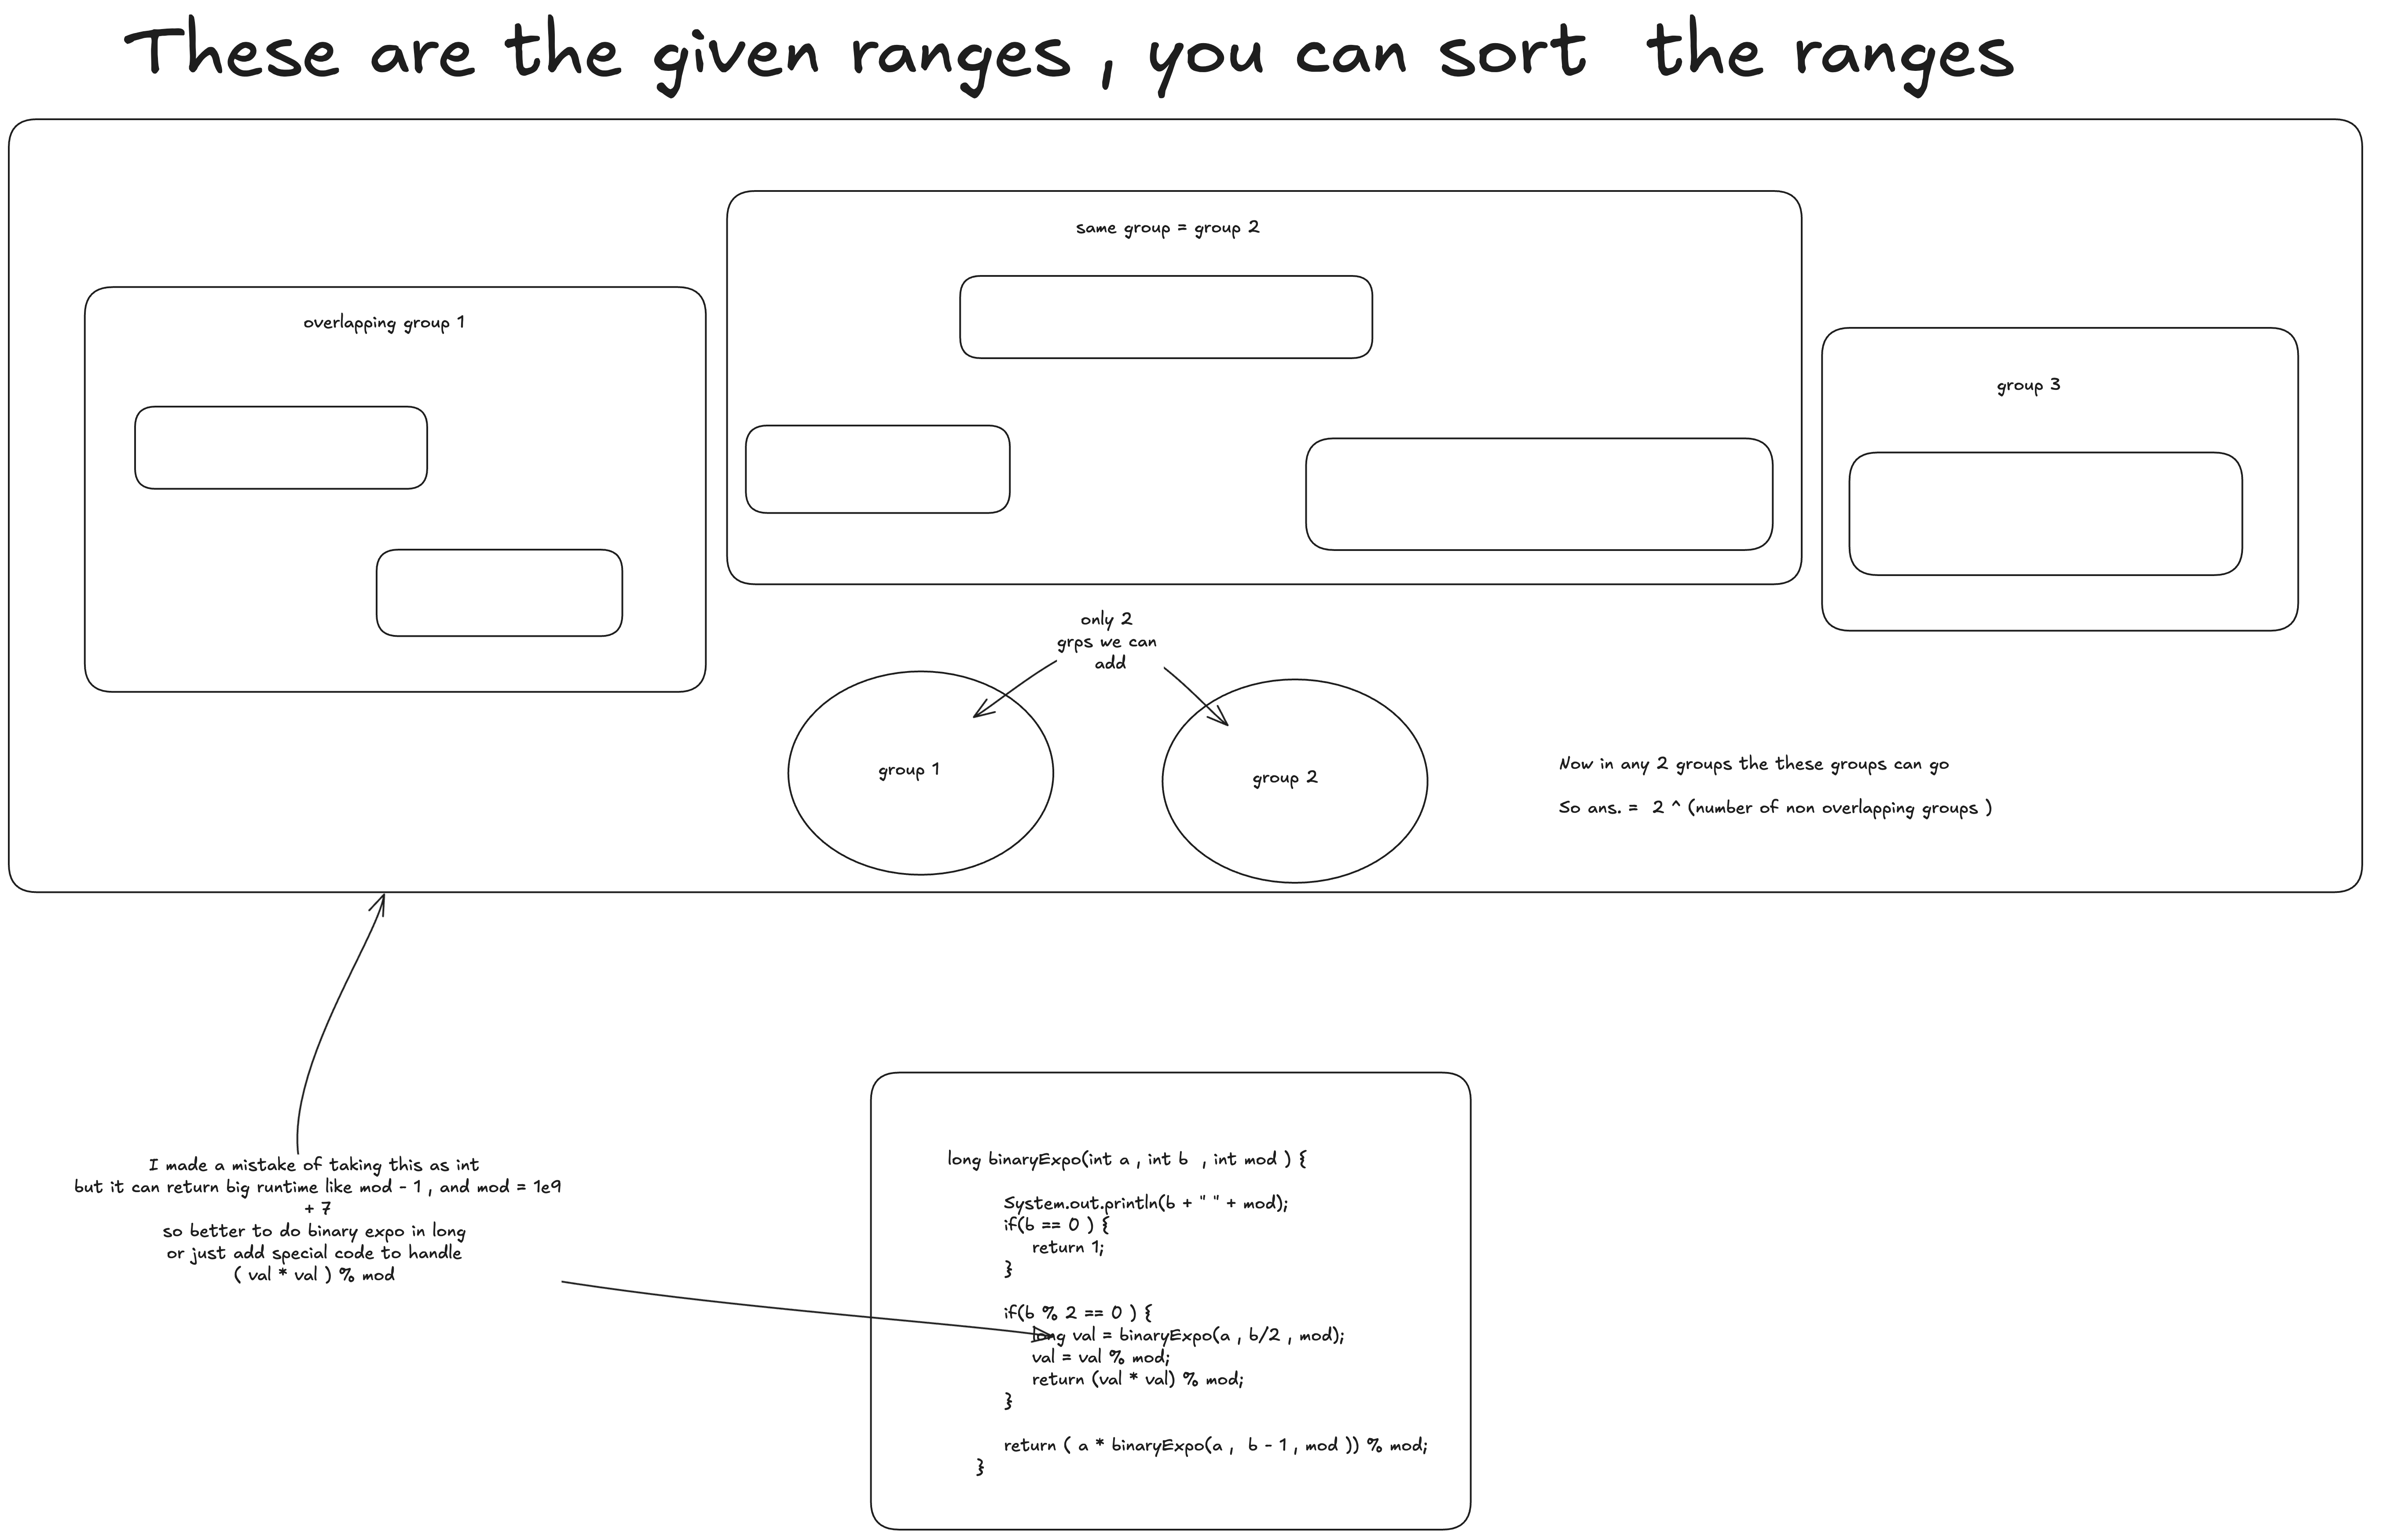 These are the given ranges , you can sort the ranges
same group = group 2
overlapping group 1
group 3
only 2
grps we can
add
group 1
group 2
Now in any 2 groups the these groups can go
So ans. = 2 ^ (number of non overlapping groups )
I made a mistake of taking this as int
but it can return big runtime like mod - 1 , and mod = 1e9
+ 7
so better to do binary expo in long
or just add special code to handle
( val * val ) % mod
long binaryExpo(int a , int b , int mod ) {
System.out.println(b + " " + mod);
if(b == 0 ) {
return 1;
}
if(b % 2 == 0 ) {
long val = binaryExpo(a , b/2 , mod);
val = val % mod;
return (val * val) % mod;
}
return ( a * binaryExpo(a , b - 1 , mod )) % mod;
}